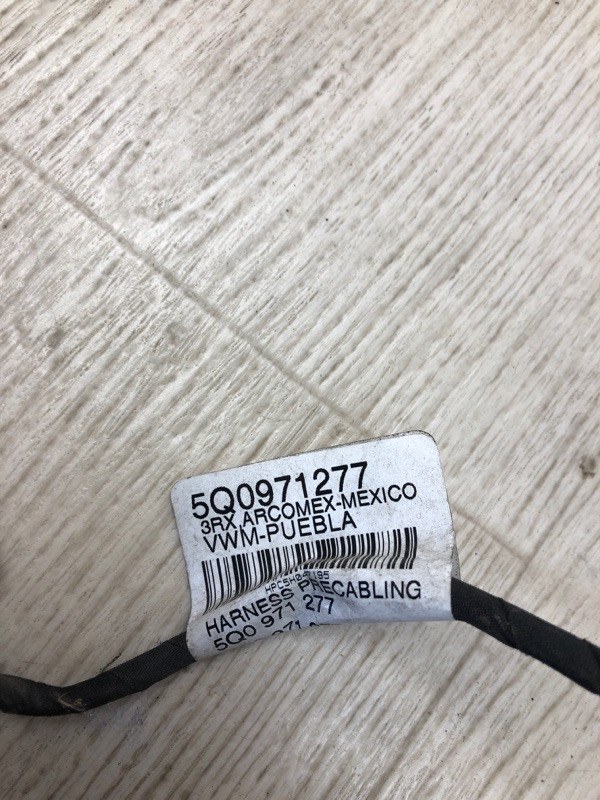 5Q0971277
3RX,ARCOMEX-MEXICO
VWM-PUEBLA
HARNESS PRECABLING
5Q0 971 277